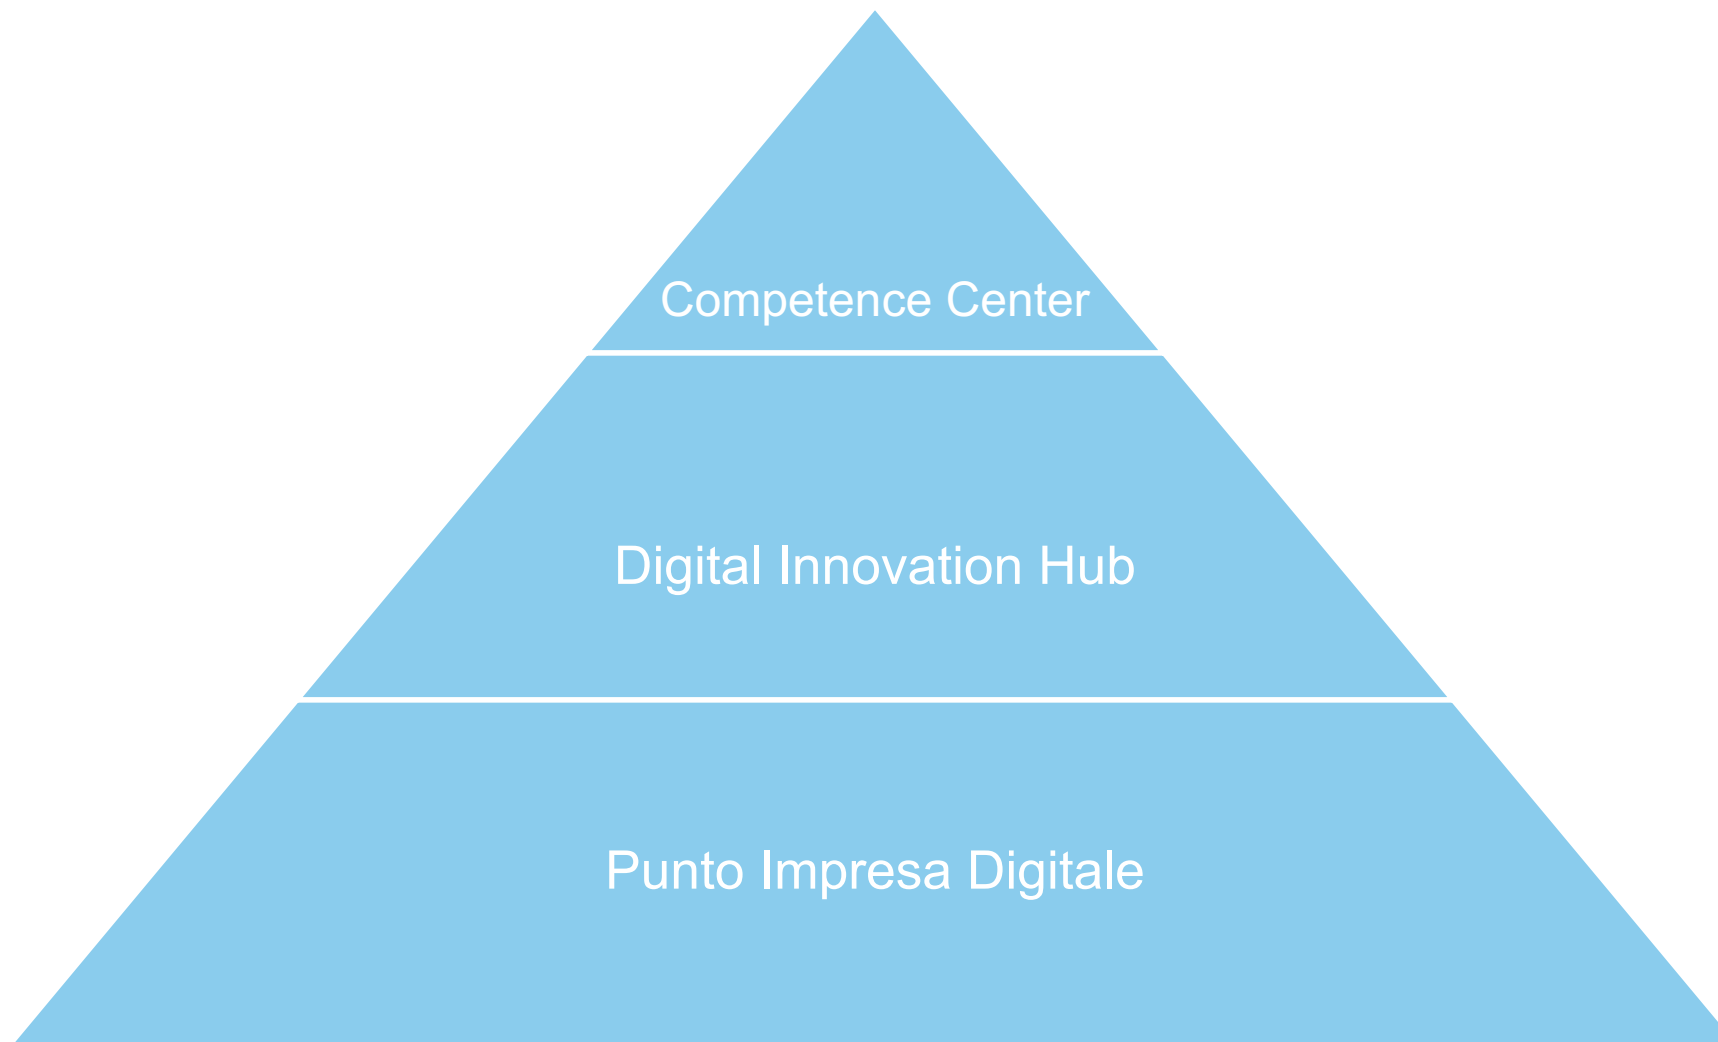 Competence Center
Digital Innovation Hub
Punto Impresa Digitale